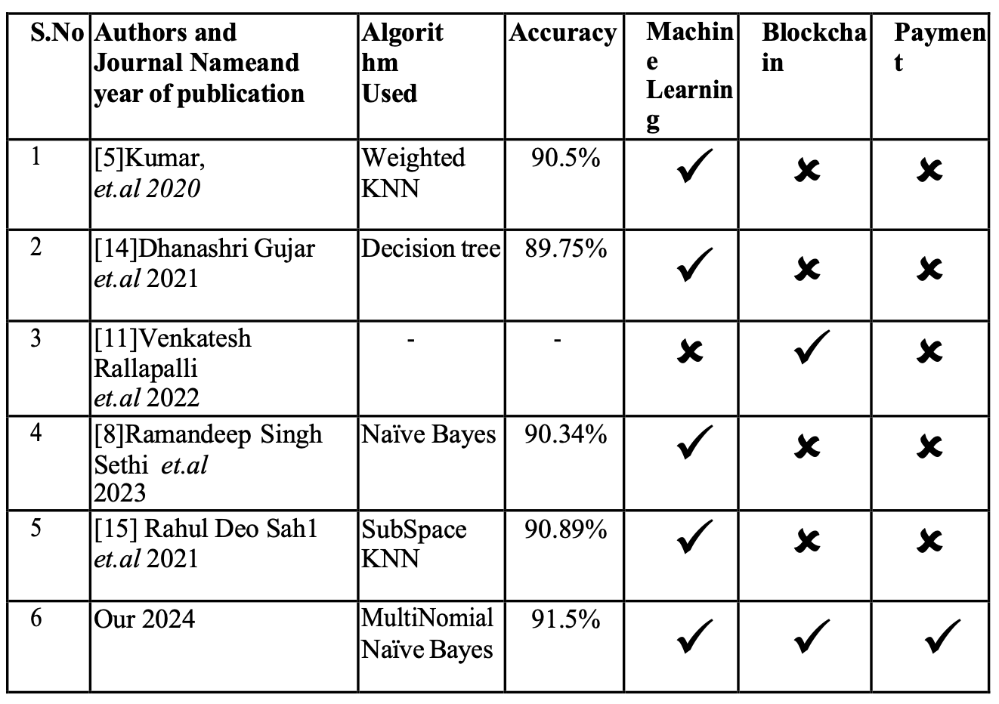 S.No Authors and Algorit Accuracy Machin Blockcha Paymen
Journal Nameand hm e in t
year of publication Used Learnin
g
1 [5]Kumar, Weighted 90.5% ✓ ✘ ✘
et.al 2020 KNN
2 [14]Dhanashri Gujar Decision tree 89.75% ✓ ✘ ✘
et.al 2021
3 [11]Venkatesh - - ✘ ✓ ✘
Rallapalli
et.al 2022
4 [8]Ramandeep Singh Naïve Bayes 90.34% ✓ ✘ ✘
Sethi et.al
2023
5 [15] Rahul Deo Sah1 SubSpace 90.89% ✓ ✘ ✘
et.al 2021 KNN
6 Our 2024 MultiNomial 91.5% ✓ ✓ ✓
Naïve Bayes